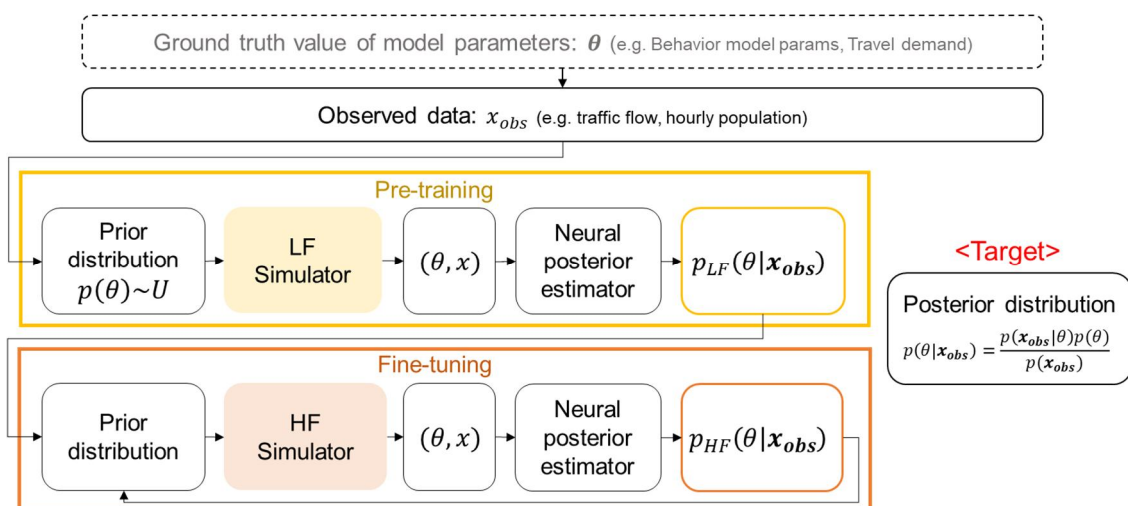 Ground truth value of model parameters: θ (e.g. Behavior model params, Travel demand)
Observed data: x_obs (e.g. traffic flow, hourly population)
Pre-training
Prior
distribution
p(θ)~U
LF
Simulator
(θ, x)
Neural
posterior
estimator
p_LF(θ|x_obs)
<Target>
Posterior distribution
p(θ|x_obs) = p(x_obs|θ)p(θ) / p(x_obs)
Fine-tuning
Prior
distribution
HF
Simulator
(θ, x)
Neural
posterior
estimator
p_HF(θ|x_obs)